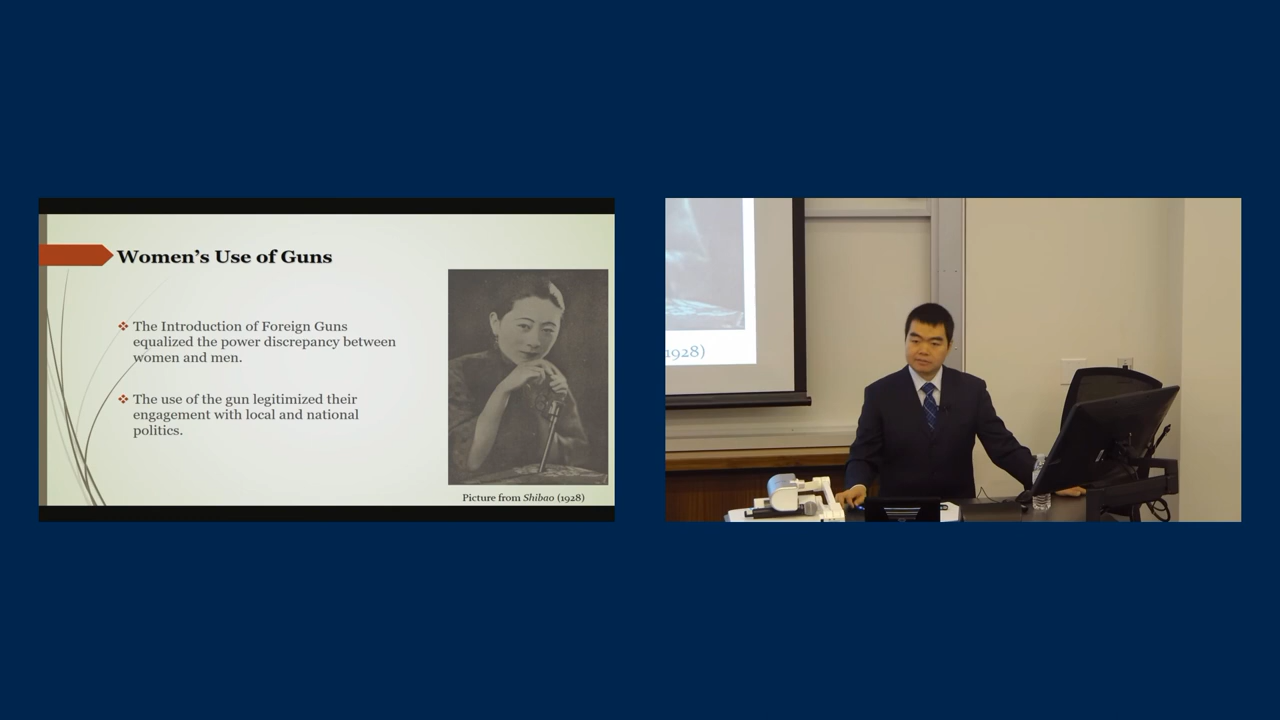 Women's Use of Guns
❖ The Introduction of Foreign Guns
equalized the power discrepancy between
women and men.
❖ The use of the gun legitimized their
engagement with local and national
politics.
Picture from Shibao (1928)
1928)